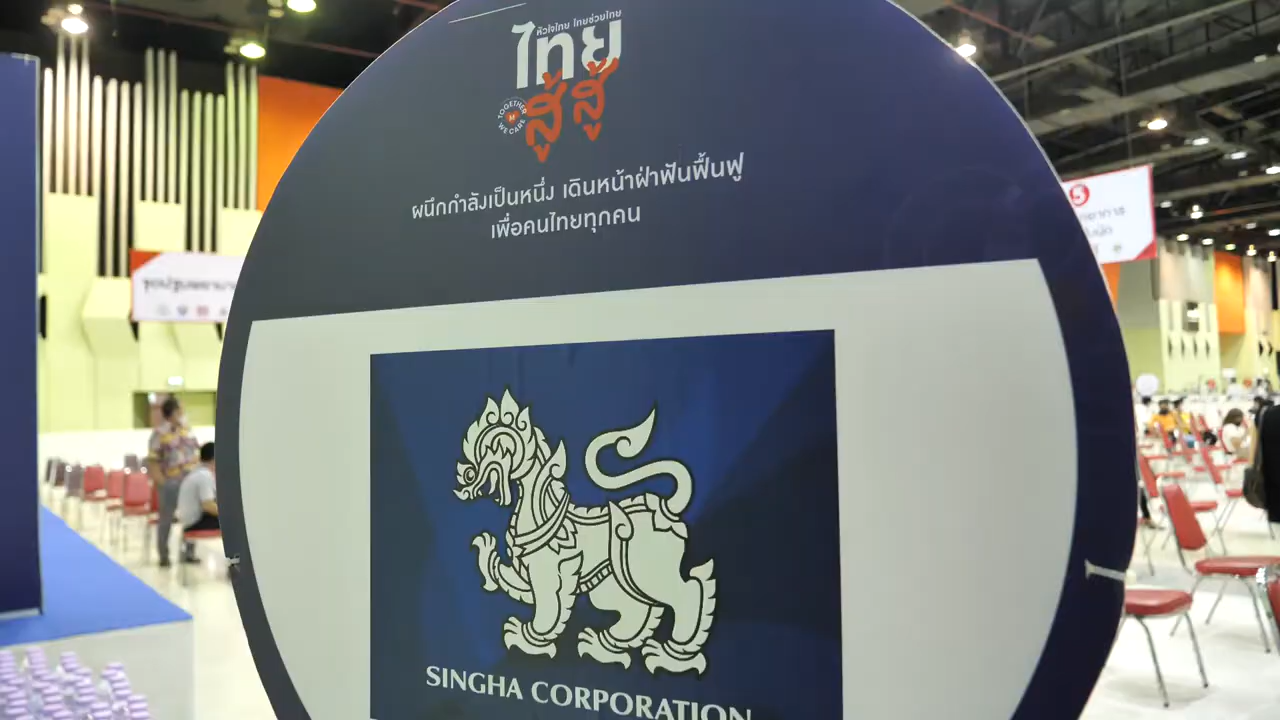 หัวใจไทย ไทยช่วยไทย
ไทย
สู้ สู้
TOGETHER
M
WE CARE
ผนึกกำลังเป็นหนึ่ง เดินหน้าฝ่าฟันฟื้นฟู
เพื่อคนไทยทุกคน
SINGHA CORPORATION
5